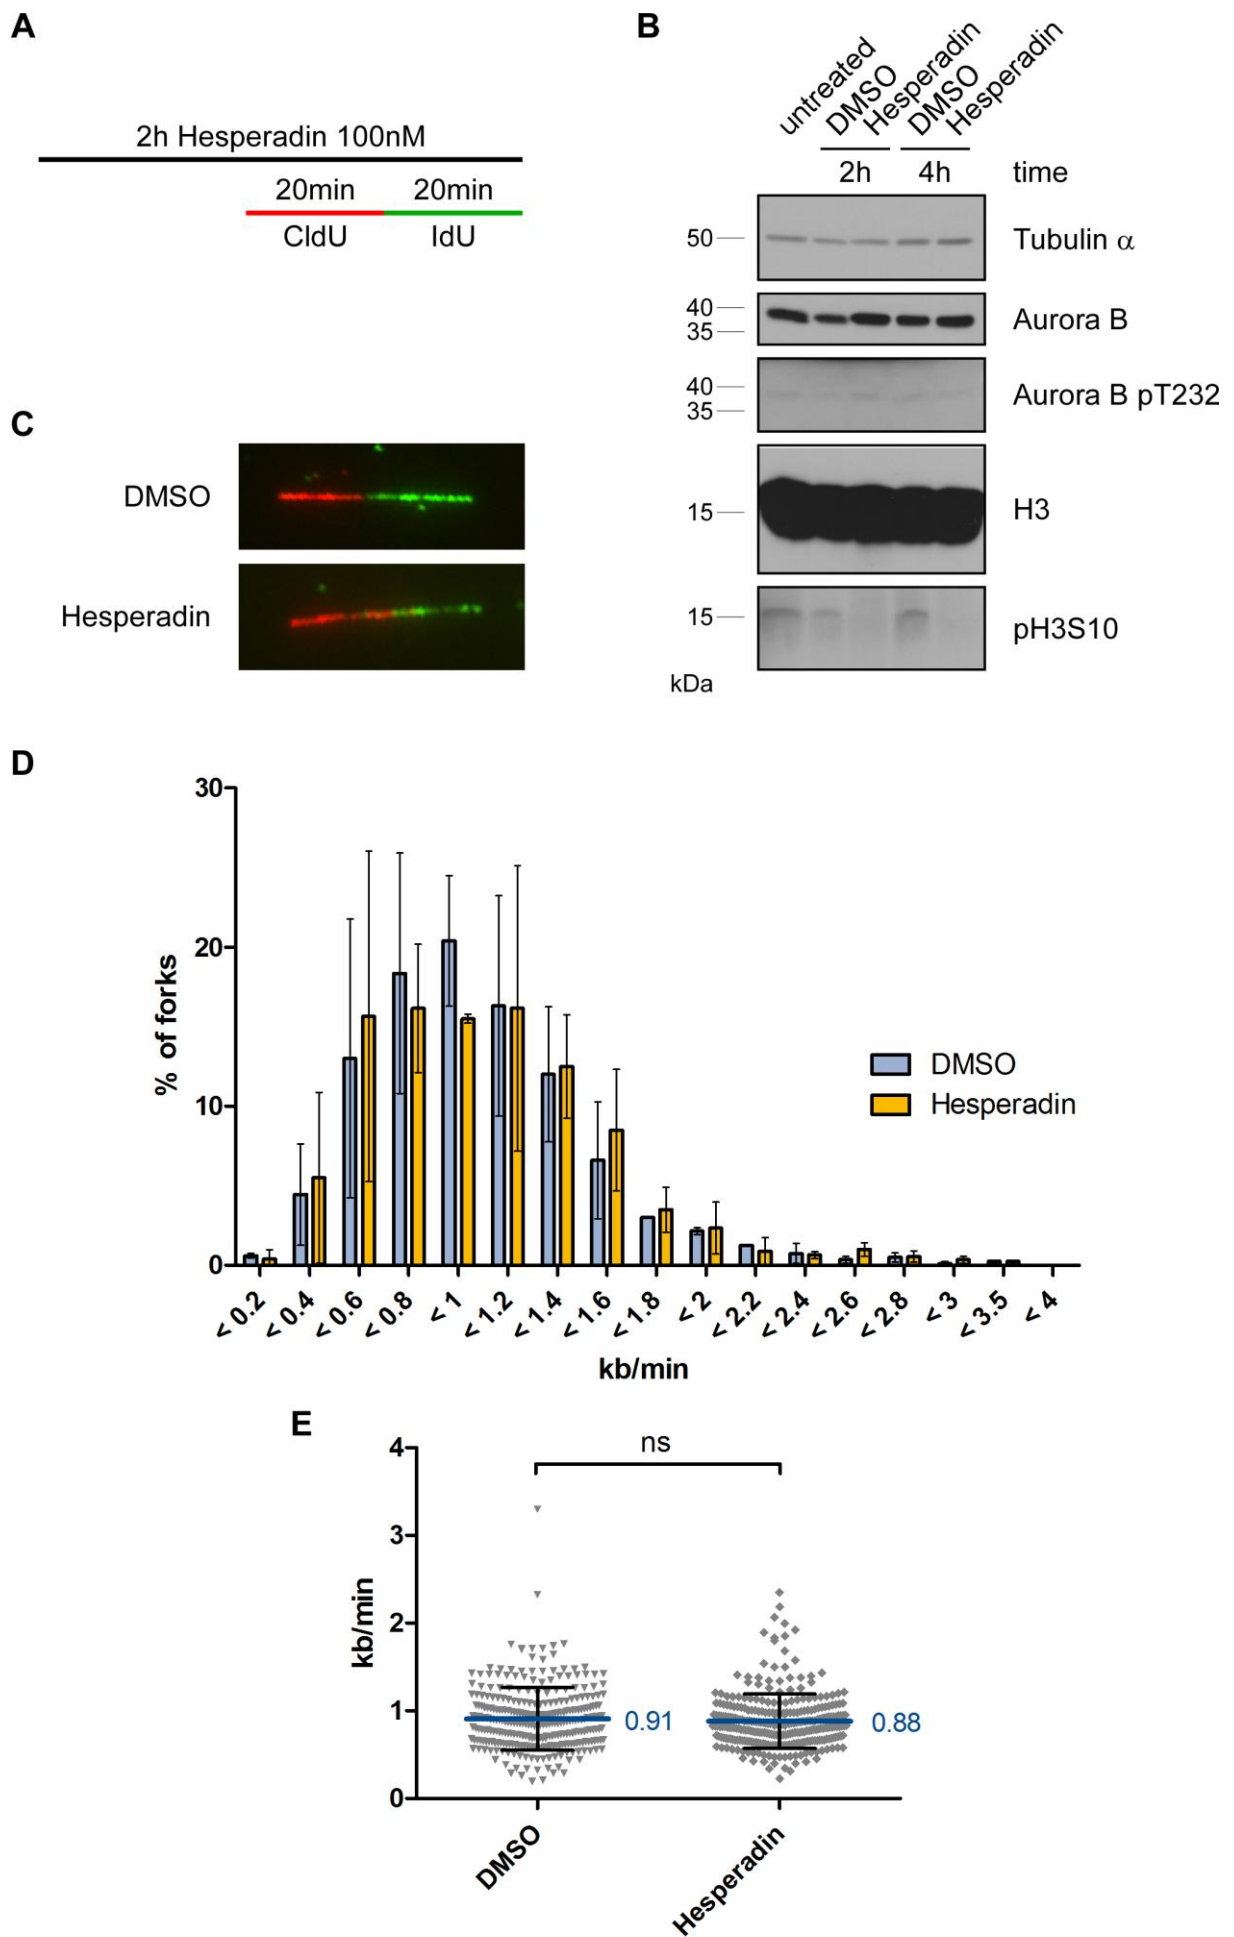 A
2h Hesperadin 100nM
20min 20min
CldU IdU
B
untreated
DMSO
Hesperadin
DMSO
Hesperadin
2h 4h time
50 Tubulin α
40
35
Aurora B
40
35
Aurora B pT232
15 H3
15 pH3S10
kDa
C
DMSO
Hesperadin
D
30
20
10
0
% of forks
DMSO
Hesperadin
< 0.2
< 0.4
< 0.6
< 0.8
< 1
< 1.2
< 1.4
< 1.6
< 1.8
< 2
< 2.2
< 2.4
< 2.6
< 2.8
< 3
< 3.5
< 4
kb/min
E
ns
4
3
2
1
0
kb/min
0.91
0.88
DMSO
Hesperadin